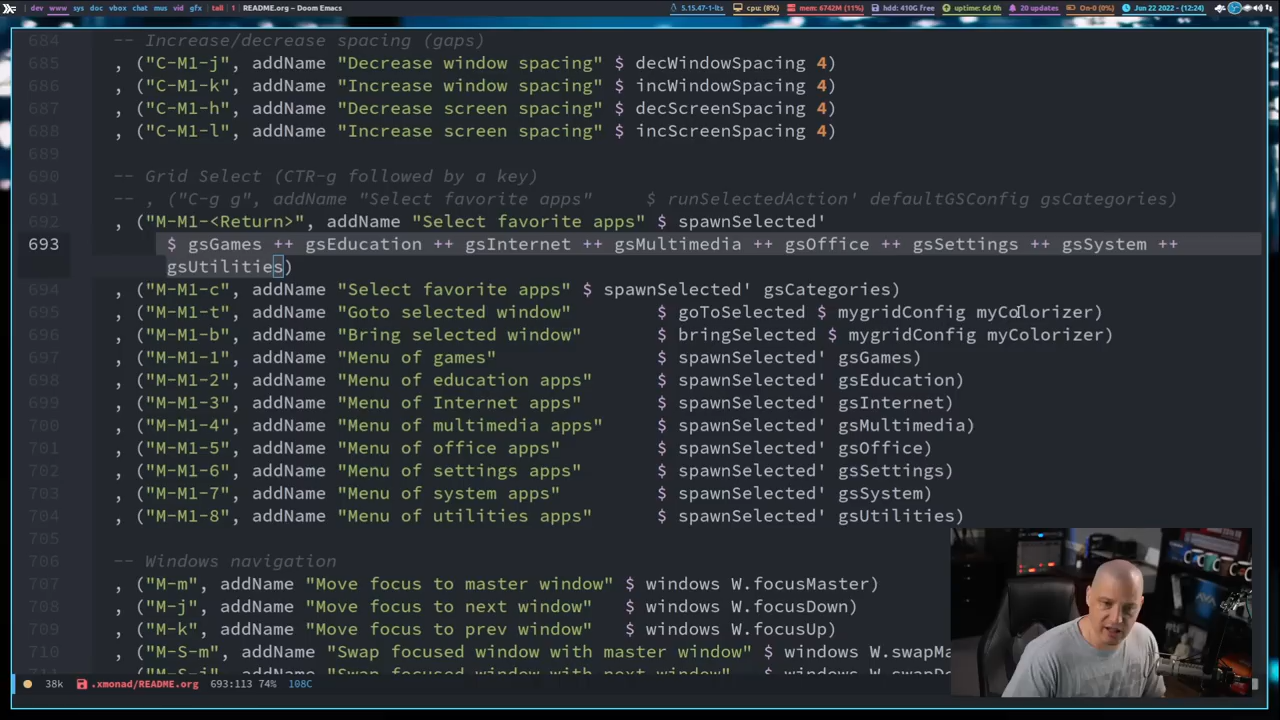 dev www sys doc vbox chat mus vid gfx | tall | 1 | README.org – Doom Emacs
5.15.47-1-lts cpu: (8%) mem: 6742M (11%) hdd: 410G free uptime: 6d 0h 20 updates On-0 (0%) Jun 22 2022 - (12:24)
684 -- Increase/decrease spacing (gaps)
685 , ("C-M1-j", addName "Decrease window spacing" $ decWindowSpacing 4)
686 , ("C-M1-k", addName "Increase window spacing" $ incWindowSpacing 4)
687 , ("C-M1-h", addName "Decrease screen spacing" $ decScreenSpacing 4)
688 , ("C-M1-l", addName "Increase screen spacing" $ incScreenSpacing 4)
689
690 -- Grid Select (CTR-g followed by a key)
691 -- , ("C-g g", addName "Select favorite apps" $ runSelectedAction' defaultGSConfig gsCategories)
692 , ("M-M1-<Return>", addName "Select favorite apps" $ spawnSelected'
693 $ gsGames ++ gsEducation ++ gsInternet ++ gsMultimedia ++ gsOffice ++ gsSettings ++ gsSystem ++
gsUtilities)
694 , ("M-M1-c", addName "Select favorite apps" $ spawnSelected' gsCategories)
695 , ("M-M1-t", addName "Goto selected window" $ goToSelected $ mygridConfig myColorizer)
696 , ("M-M1-b", addName "Bring selected window" $ bringSelected $ mygridConfig myColorizer)
697 , ("M-M1-1", addName "Menu of games" $ spawnSelected' gsGames)
698 , ("M-M1-2", addName "Menu of education apps" $ spawnSelected' gsEducation)
699 , ("M-M1-3", addName "Menu of Internet apps" $ spawnSelected' gsInternet)
700 , ("M-M1-4", addName "Menu of multimedia apps" $ spawnSelected' gsMultimedia)
701 , ("M-M1-5", addName "Menu of office apps" $ spawnSelected' gsOffice)
702 , ("M-M1-6", addName "Menu of settings apps" $ spawnSelected' gsSettings)
703 , ("M-M1-7", addName "Menu of system apps" $ spawnSelected' gsSystem)
704 , ("M-M1-8", addName "Menu of utilities apps" $ spawnSelected' gsUtilities)
705
706 -- Windows navigation
707 , ("M-m", addName "Move focus to master window" $ windows W.focusMaster)
708 , ("M-j", addName "Move focus to next window" $ windows W.focusDown)
709 , ("M-k", addName "Move focus to prev window" $ windows W.focusUp)
710 , ("M-S-m", addName "Swap focused window with master window" $ windows W.swapMa
711 , ("M-S-j", addName "Swap focused window with next window" $ windows W.swapDo
38k .xmonad/README.org 693:113 74% 108C